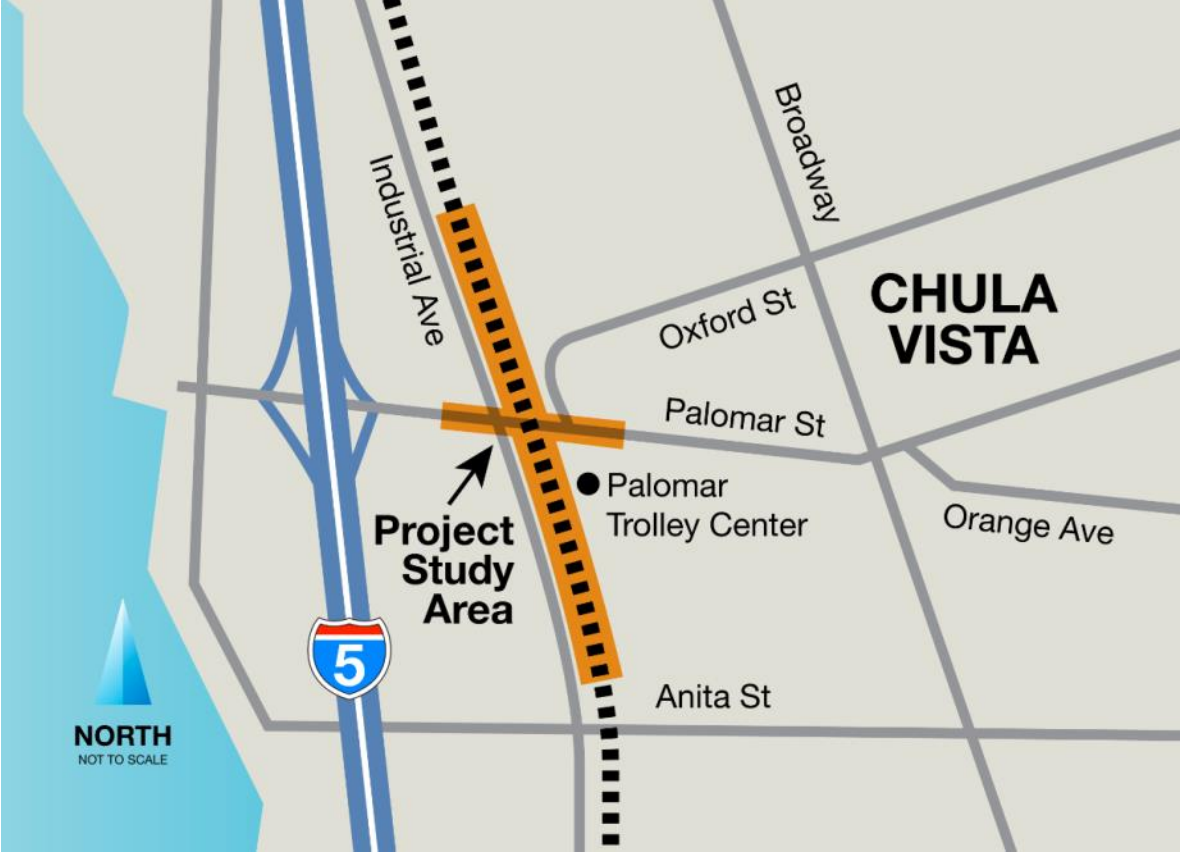 Broadway
Industrial Ave
CHULA
VISTA
Oxford St
Palomar St
Palomar
Trolley Center
Orange Ave
Project
Study
Area
5
Anita St
NORTH
NOT TO SCALE